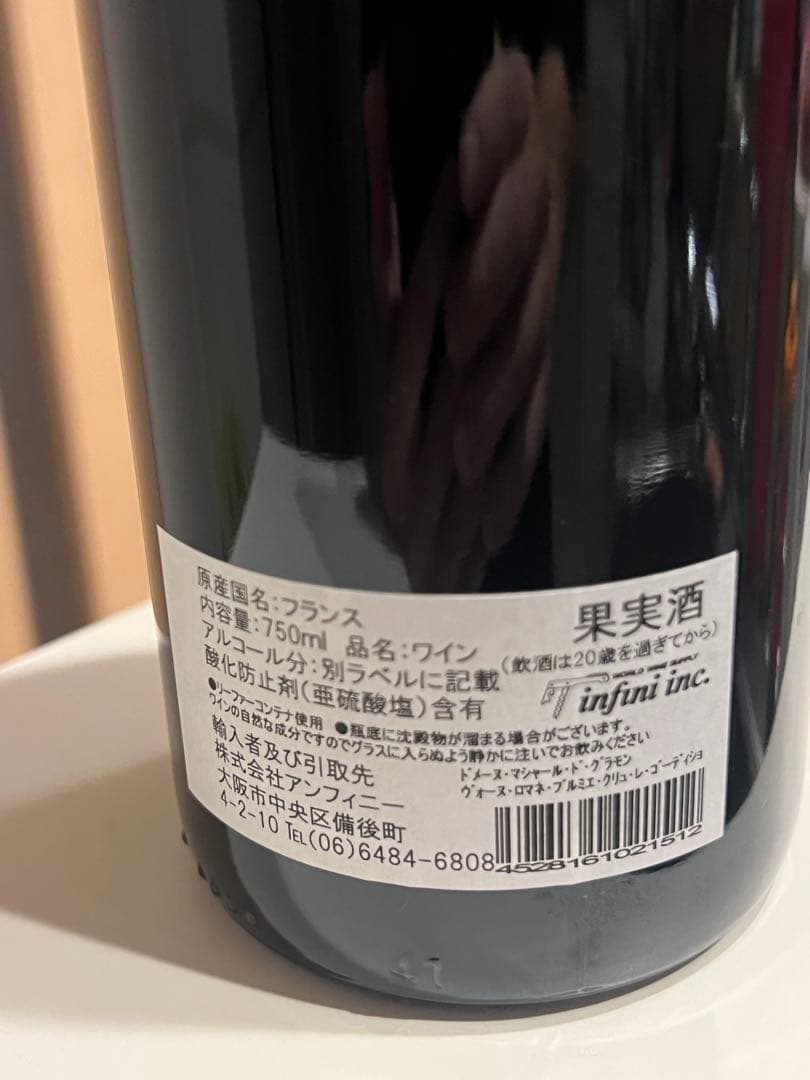 原産国名:フランス
内容量:750ml 品名:ワイン
アルコール分:別ラベルに記載
酸化防止剤(亜硫酸塩)含有
果実酒
(飲酒は20歳を過ぎてから)
WORLD WINE SUPPLY
infini inc.
●リーファーコンテナ使用 ●瓶底に沈殿物が溜まる場合がございます。
ワインの自然な成分ですのでグラスに入らぬよう静かに注いでお飲みください
輸入者及び引取先
株式会社アンフィニー
大阪市中央区備後町
4-2-10 TEL(06)6484-6808
ドメーヌ・マシャール・ド・グラモン
ヴォーヌ・ロマネ・プルミエ・クリュ・レ・ゴーディショ
4528161021512